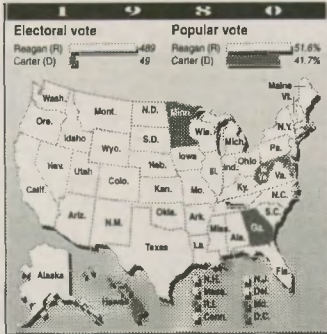 1 9 8 0
Electoral vote
Popular vote
Reagan (R) 489
Reagan (R) 51.6%
Carter (D) 49
Carter (D) 41.7%
Maine
Wash.
Vt.
Mont.
N.D.
Minn.
Ore.
N.Y.
Idaho
S.D.
Wis.
Mich.
Wyo.
Pa.
Iowa
Nev.
Utah
Neb.
Ill.
Ind.
Ohio
Va.
Colo.
Kan.
Mo.
Ky.
Calif.
N.C.
Okla.
S.C.
Ariz.
N.M.
Ark.
Miss.
Ala.
Ga.
Texas
La.
Alaska
Fla.
Hawaii
N.H.
N.J.
Mass.
Del.
R.I.
Md.
Conn.
D.C.